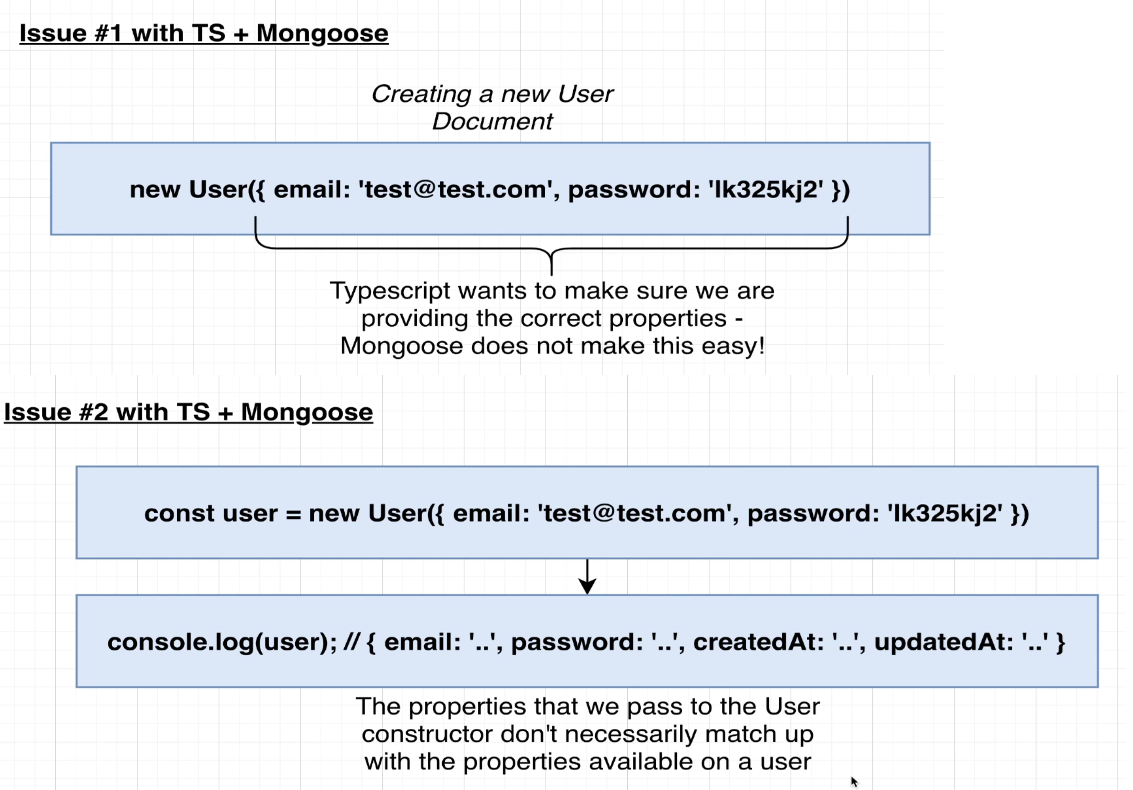 Issue #1 with TS + Mongoose
Creating a new User
Document
new User({ email: 'test@test.com', password: 'lk325kj2' })
Typescript wants to make sure we are
providing the correct properties -
Mongoose does not make this easy!
Issue #2 with TS + Mongoose
const user = new User({ email: 'test@test.com', password: 'lk325kj2' })
console.log(user); // { email: '..', password: '..', createdAt: '..', updatedAt: '..' }
The properties that we pass to the User
constructor don't necessarily match up
with the properties available on a user